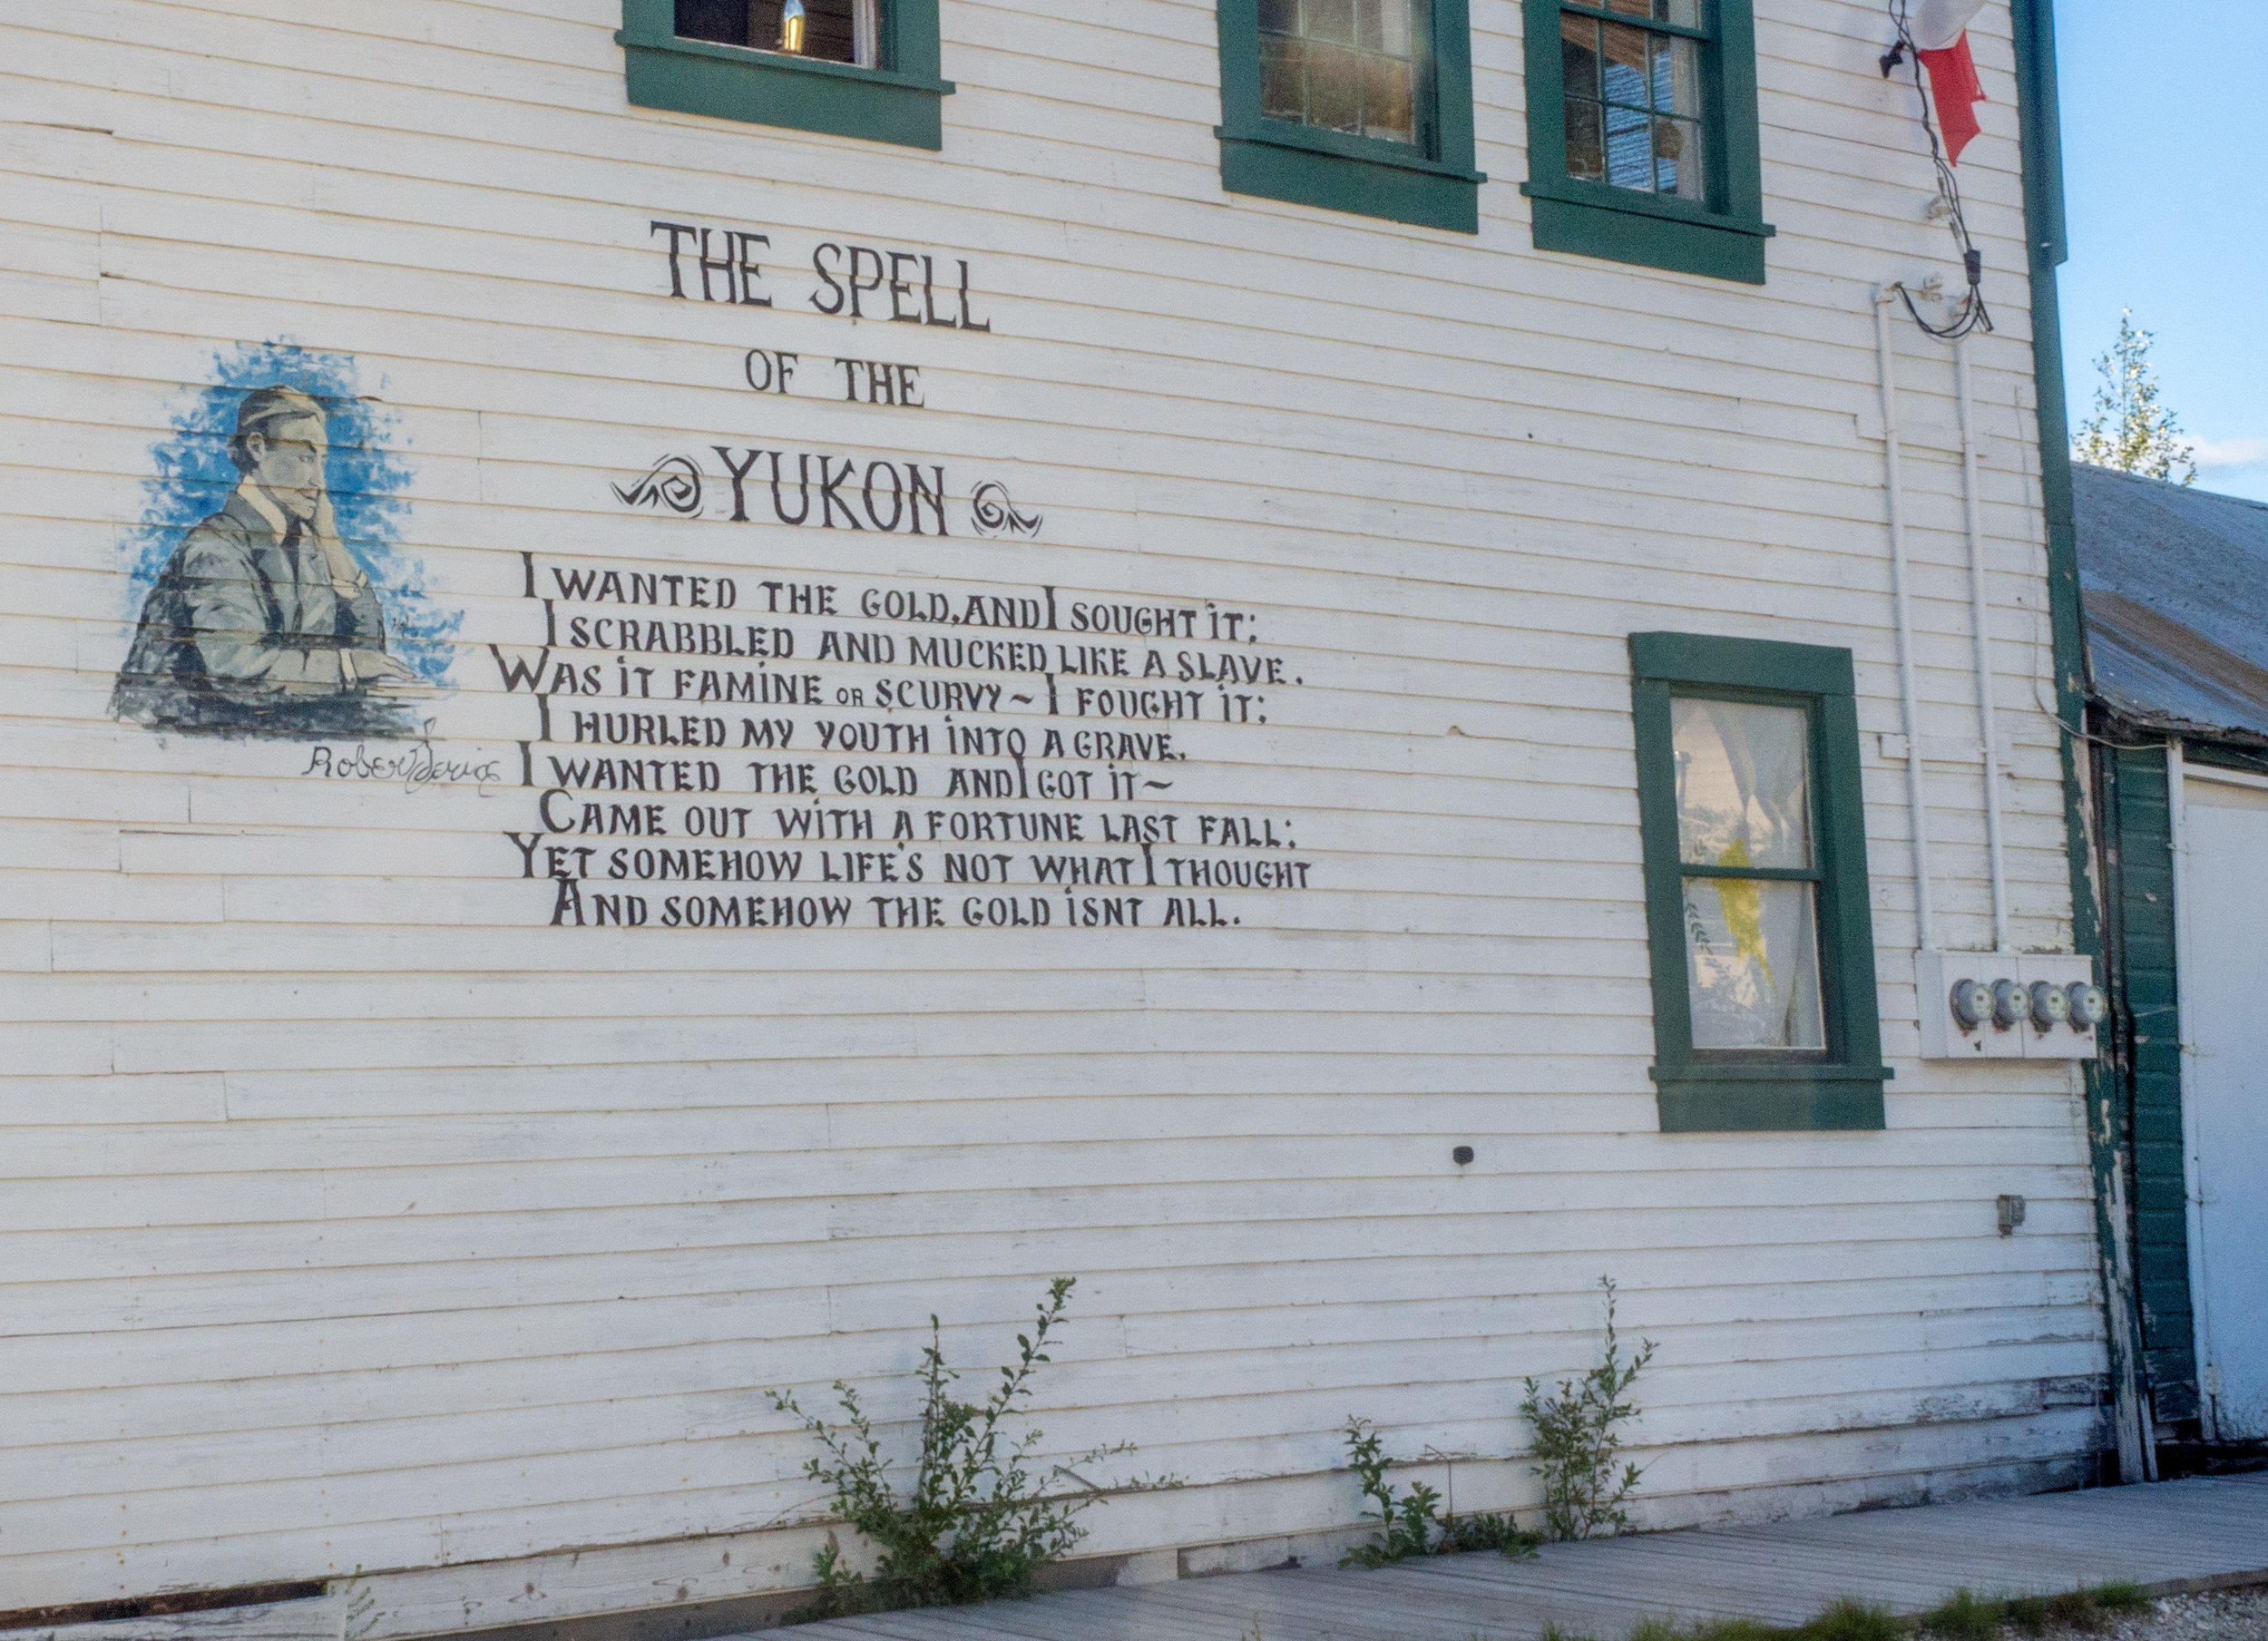 THE SPELL
OF THE
YUKON
I WANTED THE GOLD, AND I SOUGHT IT;
I SCRABBLED AND MUCKED LIKE A SLAVE.
WAS IT FAMINE OR SCURVY ~ I FOUGHT IT;
I HURLED MY YOUTH INTO A GRAVE.
I WANTED THE GOLD AND I GOT IT ~
CAME OUT WITH A FORTUNE LAST FALL;
YET SOMEHOW LIFE'S NOT WHAT I THOUGHT
AND SOMEHOW THE GOLD ISNT ALL.
Robert Service